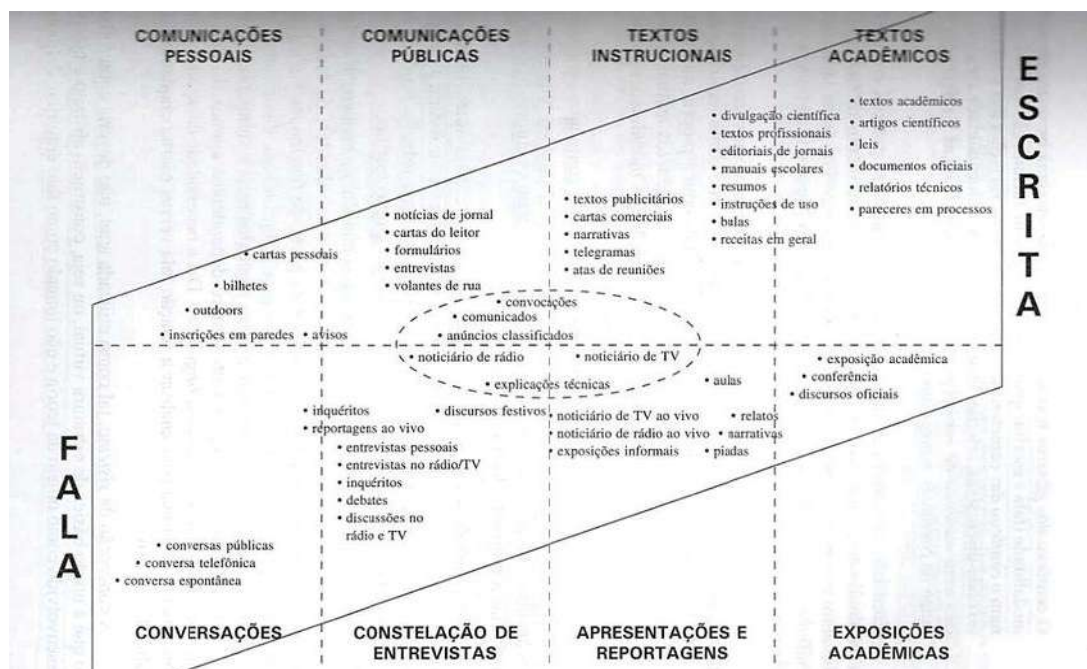 COMUNICAÇÕES
PESSOAIS
COMUNICAÇÕES
PÚBLICAS
TEXTOS
INSTRUCIONAIS
TEXTOS
ACADÊMICOS
ESCRITA
• cartas pessoais
• bilhetes
• outdoors
• inscrições em paredes
• avisos
• notícias de jornal
• cartas do leitor
• formulários
• entrevistas
• volantes de rua
• textos publicitários
• cartas comerciais
• narrativas
• telegramas
• atas de reuniões
• divulgação científica
• textos profissionais
• editoriais de jornais
• manuais escolares
• resumos
• instruções de uso
• bulas
• receitas em geral
• textos acadêmicos
• artigos científicos
• leis
• documentos oficiais
• relatórios técnicos
• pareceres em processos
• convocações
• comunicados
• anúncios classificados
• noticiário de rádio
• noticiário de TV
• explicações técnicas
• exposição acadêmica
• conferência
• discursos oficiais
• aulas
• inquéritos
• reportagens ao vivo
• discursos festivos
• entrevistas pessoais
• entrevistas no rádio/TV
• inquéritos
• debates
• discussões no
rádio e TV
• noticiário de TV ao vivo
• noticiário de rádio ao vivo
• exposições informais
• relatos
• narrativas
• piadas
FALA
• conversas públicas
• conversa telefônica
• conversa espontânea
CONVERSAÇÕES
CONSTELAÇÃO DE
ENTREVISTAS
APRESENTAÇÕES E
REPORTAGENS
EXPOSIÇÕES
ACADÊMICAS